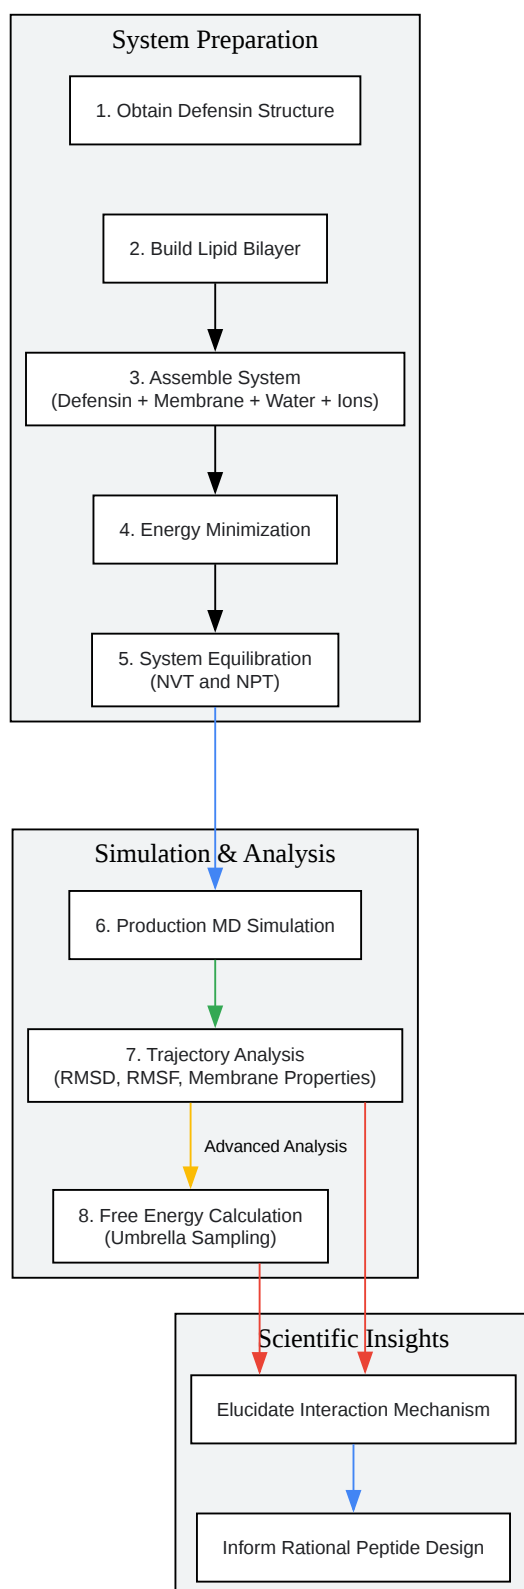 System Preparation
1. Obtain Defensin Structure
2. Build Lipid Bilayer
3. Assemble System
(Defensin + Membrane + Water + Ions)
4. Energy Minimization
5. System Equilibration
(NVT and NPT)
Simulation & Analysis
6. Production MD Simulation
7. Trajectory Analysis
(RMSD, RMSF, Membrane Properties)
Advanced Analysis
8. Free Energy Calculation
(Umbrella Sampling)
Scientific Insights
Elucidate Interaction Mechanism
Inform Rational Peptide Design